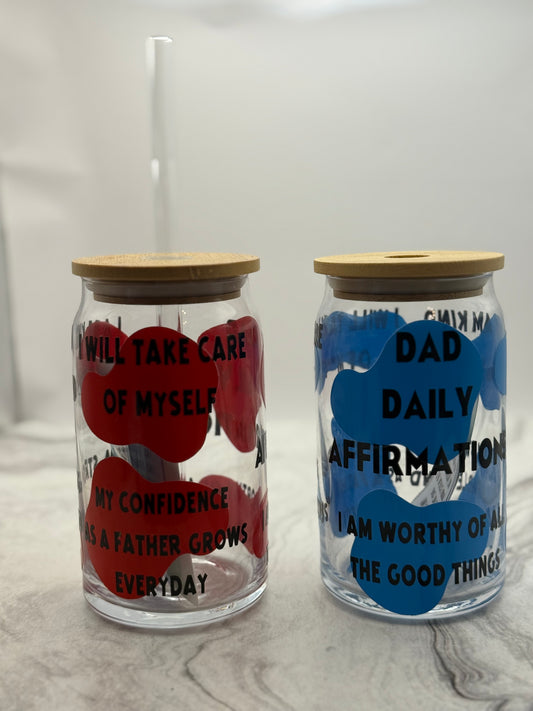 I WILL TAKE CARE
OF MYSELF
MY CONFIDENCE
AS A FATHER GROWS
EVERYDAY
DAD
DAILY
AFFIRMATIONS
I AM WORTHY OF AL
THE GOOD THINGS